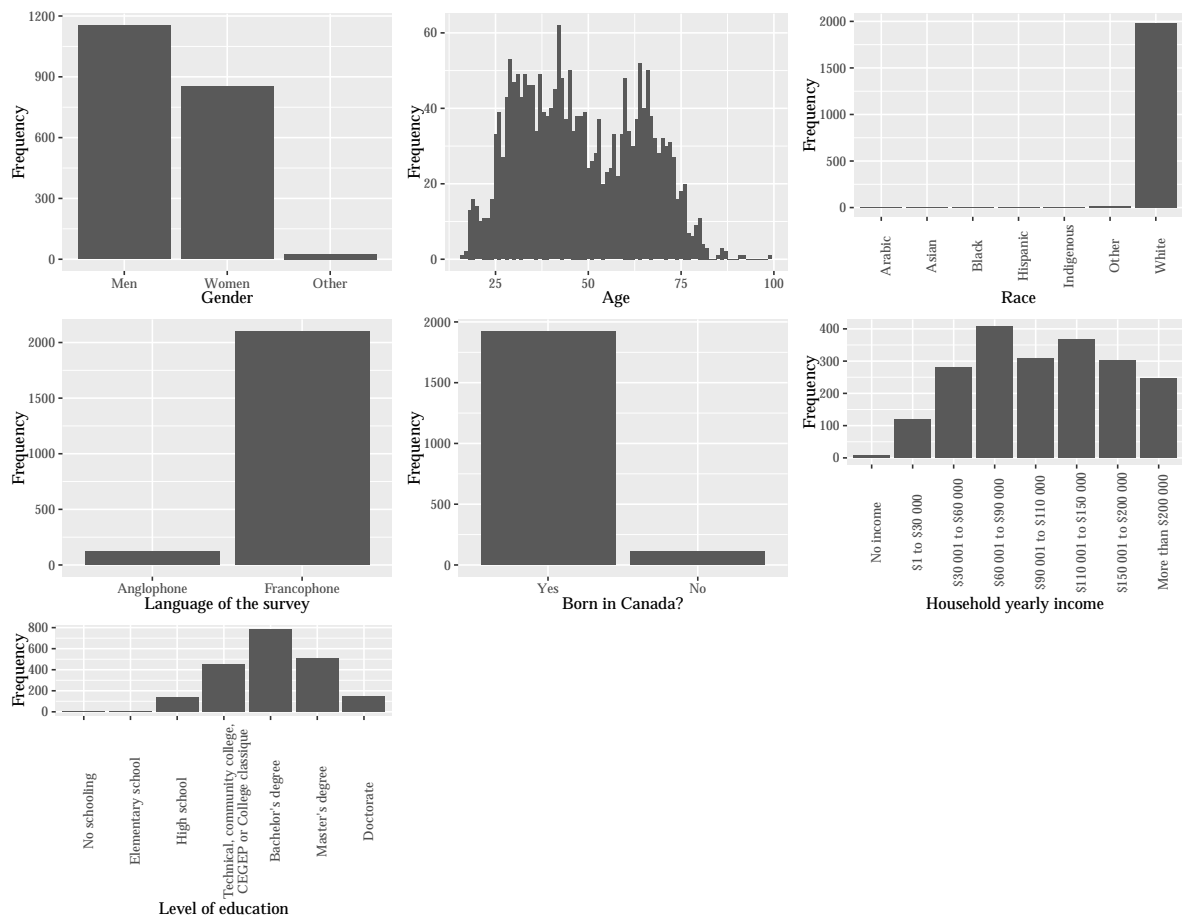 Frequency
1200
900
600
300
0
Men
Women
Other
Gender
Frequency
60
40
20
0
25
50
75
100
Age
Frequency
2000
1500
1000
500
0
Arabic
Asian
Black
Hispanic
Indigenous
Other
White
Race
Frequency
2000
1500
1000
500
0
Anglophone
Francophone
Language of the survey
Frequency
2000
1500
1000
500
0
Yes
No
Born in Canada?
Frequency
400
300
200
100
0
No income
$1 to $30 000
$30 001 to $60 000
$60 001 to $90 000
$90 001 to $110 000
$110 001 to $150 000
$150 001 to $200 000
More than $200 000
Household yearly income
Frequency
800
600
400
200
0
No schooling
Elementary school
High school
Technical, community college,
CEGEP or College classique
Bachelor's degree
Master's degree
Doctorate
Level of education